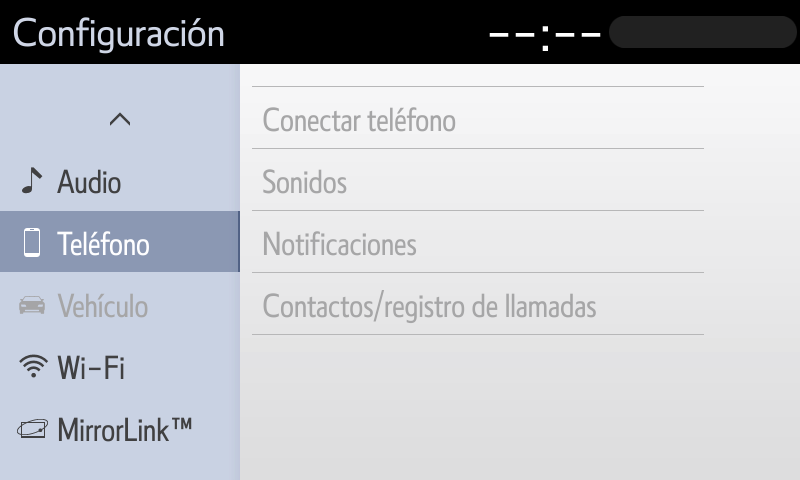 Configuración
--:--
Audio
Teléfono
Vehículo
Wi-Fi
MirrorLink™
Conectar teléfono
Sonidos
Notificaciones
Contactos/registro de llamadas